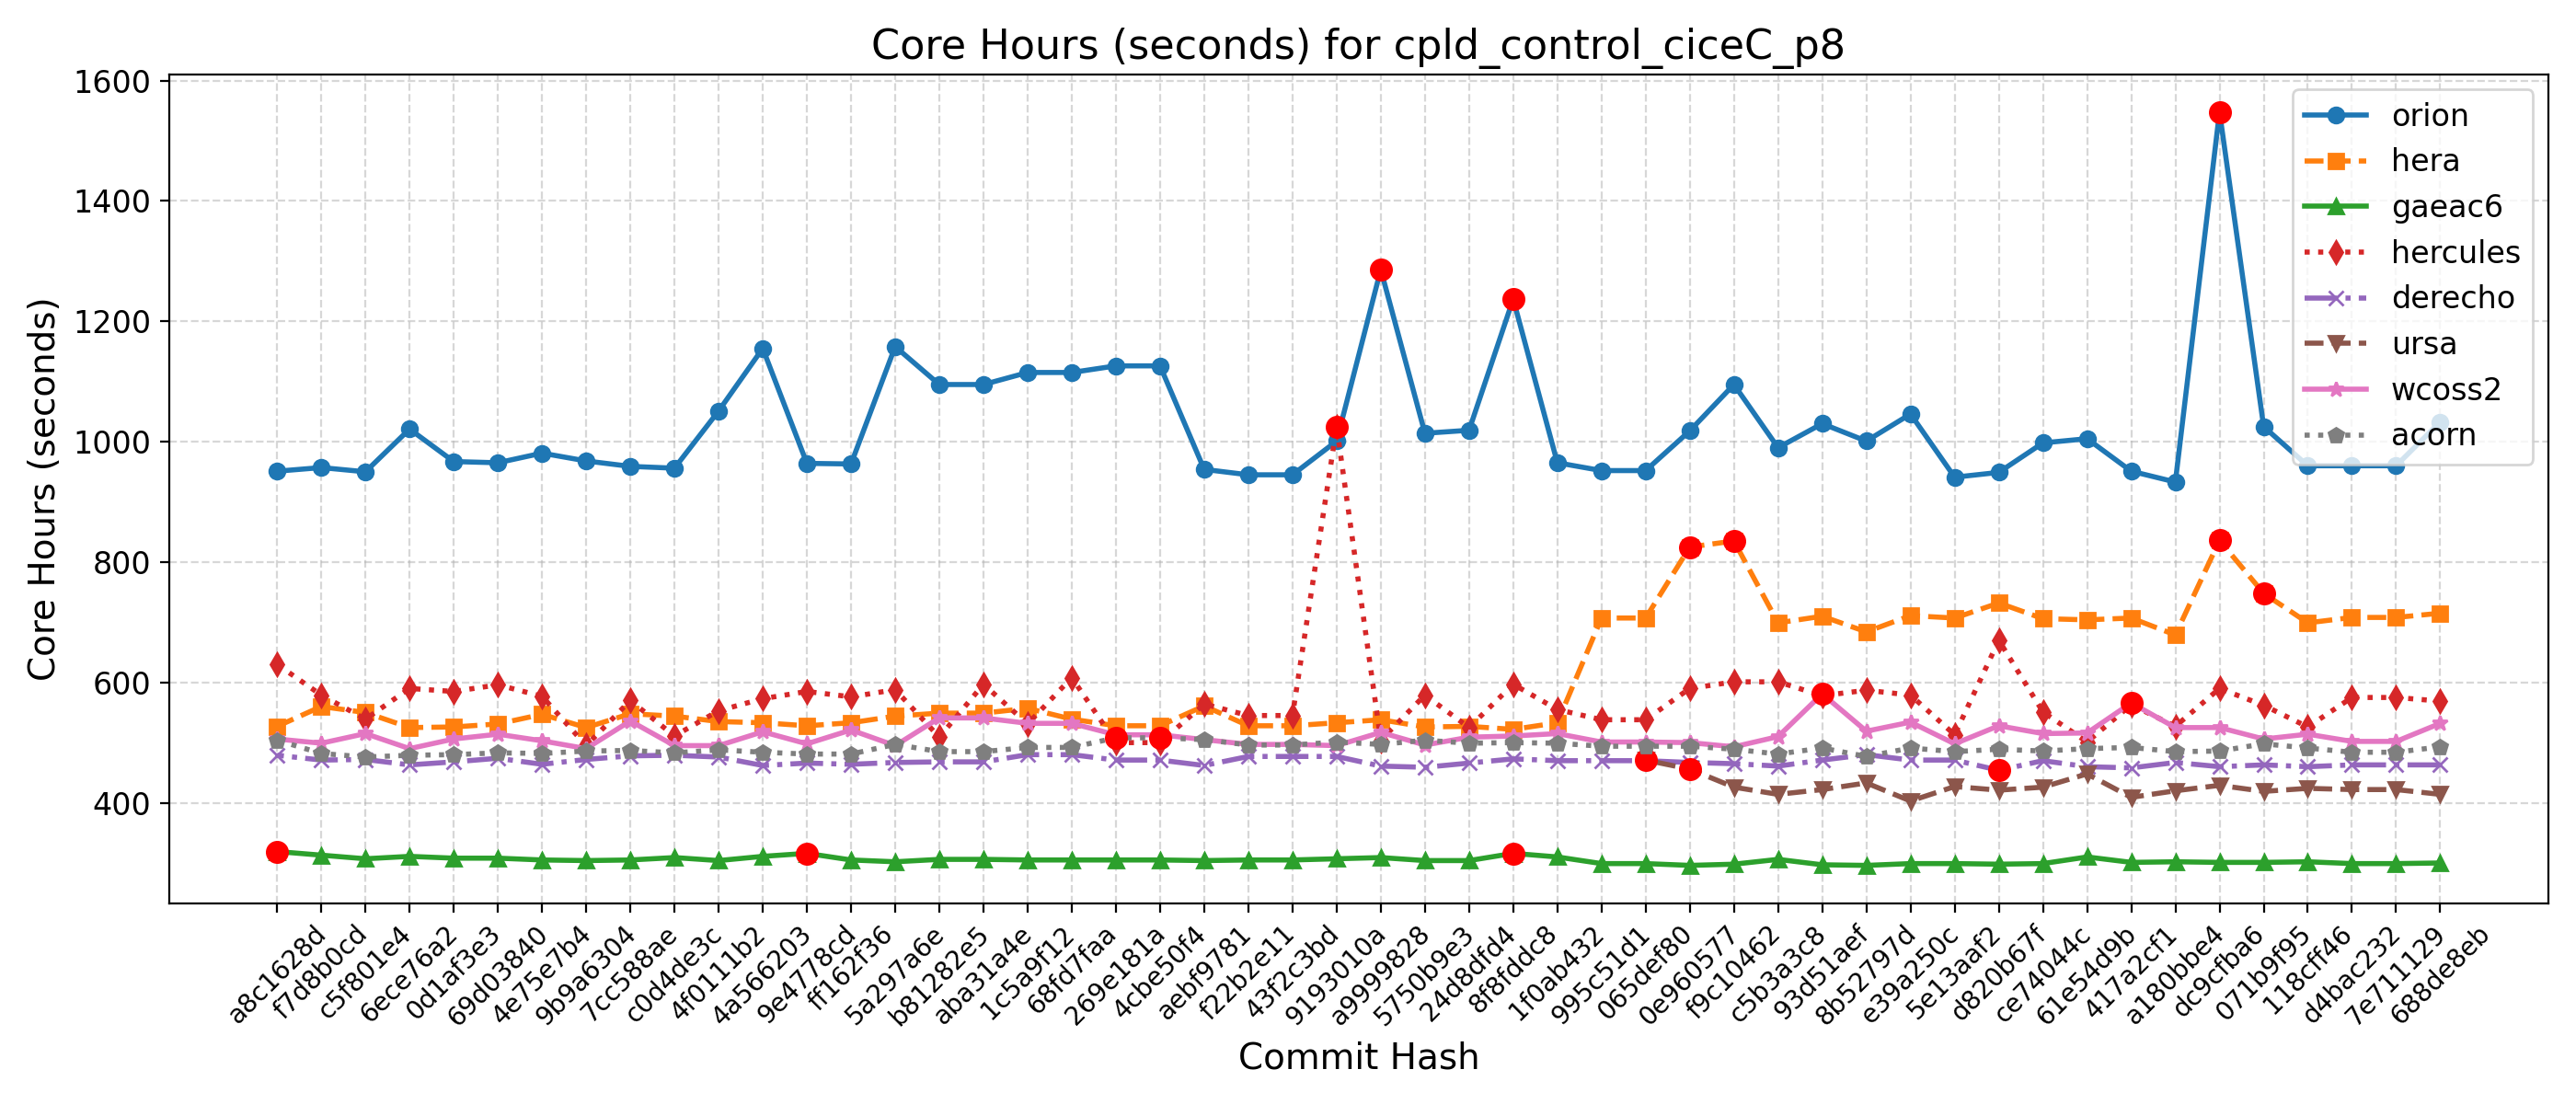 Core Hours (seconds) for cpld_control_ciceC_p8
Core Hours (seconds)
1600
1400
1200
1000
800
600
400
orion
hera
gaeac6
hercules
derecho
ursa
wcoss2
acorn
a8c1628d
f7d8b0cd
c5f801e4
6ece76a2
0d1af3e3
69d03840
4e75e7b4
9b9a6304
7cc588ae
c0d4de3c
4f0111b2
4a566203
9e4778cd
ff162f36
5a297a6e
b81282e5
aba31a4e
1c5a9f12
68fd7faa
269e181a
4cbe50f4
aebf9781
f22b2e11
43f2c3bd
9193010a
a9999828
5750b9e3
24d8dfd4
8f8fddc8
1f0ab432
995c51d1
065def80
0e960577
f9c10462
c5b3a3c8
93d51aef
8b52797d
e39a250c
5e13aaf2
d820b67f
ce74044c
61e54d9b
417a2cf1
a180bbe4
dc9cfba6
071b9f95
118cff46
d4bac232
7e711129
688de8eb
Commit Hash